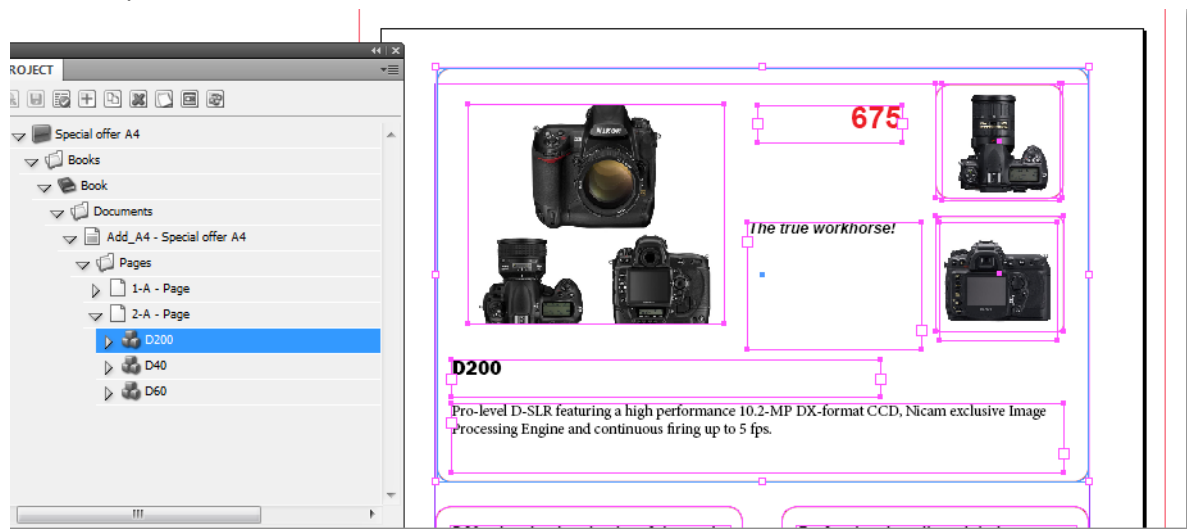 ROJECT
Special offer A4
Books
Book
Documents
Add_A4 - Special offer A4
Pages
1-A - Page
2-A - Page
D200
D40
D60
675
The true workhorse!
D200
Pro-level D-SLR featuring a high performance 10.2-MP DX-format CCD, Nicam exclusive Image
Processing Engine and continuous firing up to 5 fps.